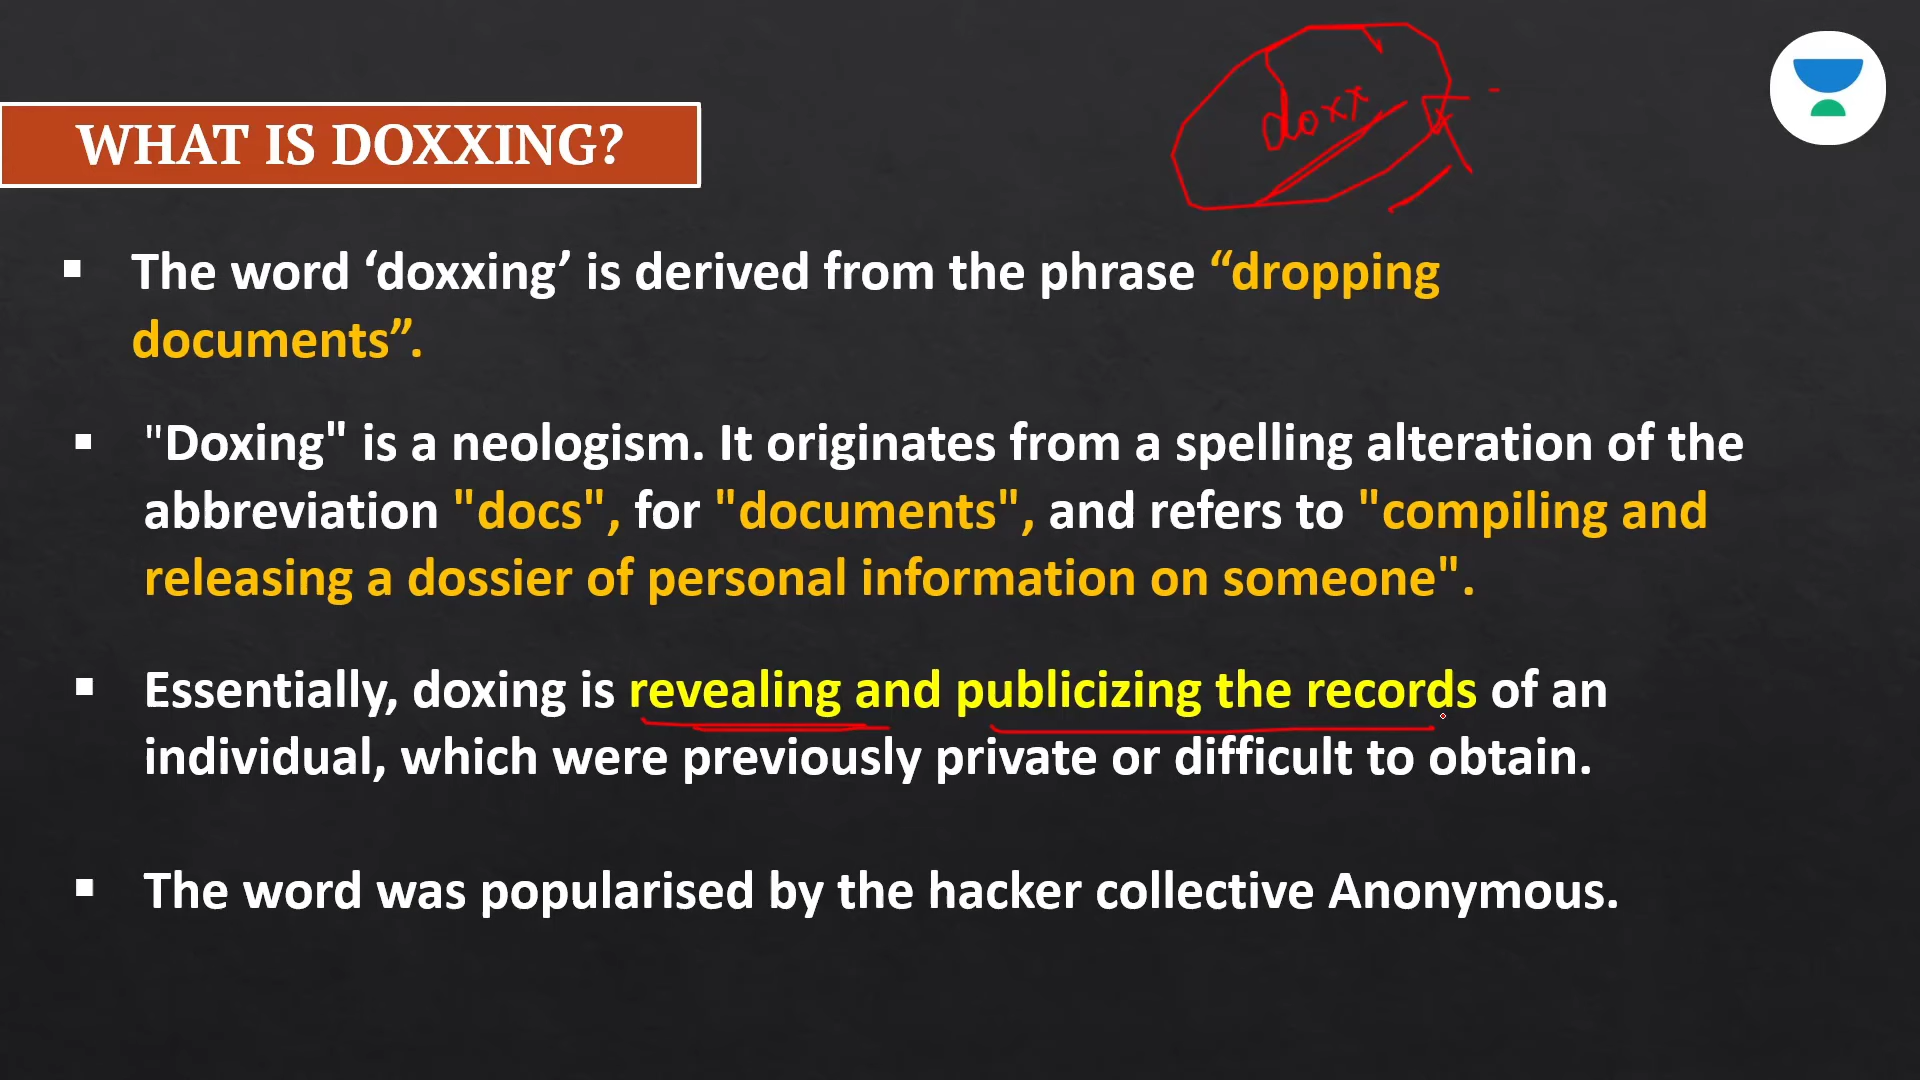 doxx
WHAT IS DOXXING?
▪ The word ‘doxxing’ is derived from the phrase “dropping
documents”.
▪ "Doxing" is a neologism. It originates from a spelling alteration of the
abbreviation "docs", for "documents", and refers to "compiling and
releasing a dossier of personal information on someone".
▪ Essentially, doxing is revealing and publicizing the records of an
individual, which were previously private or difficult to obtain.
▪ The word was popularised by the hacker collective Anonymous.